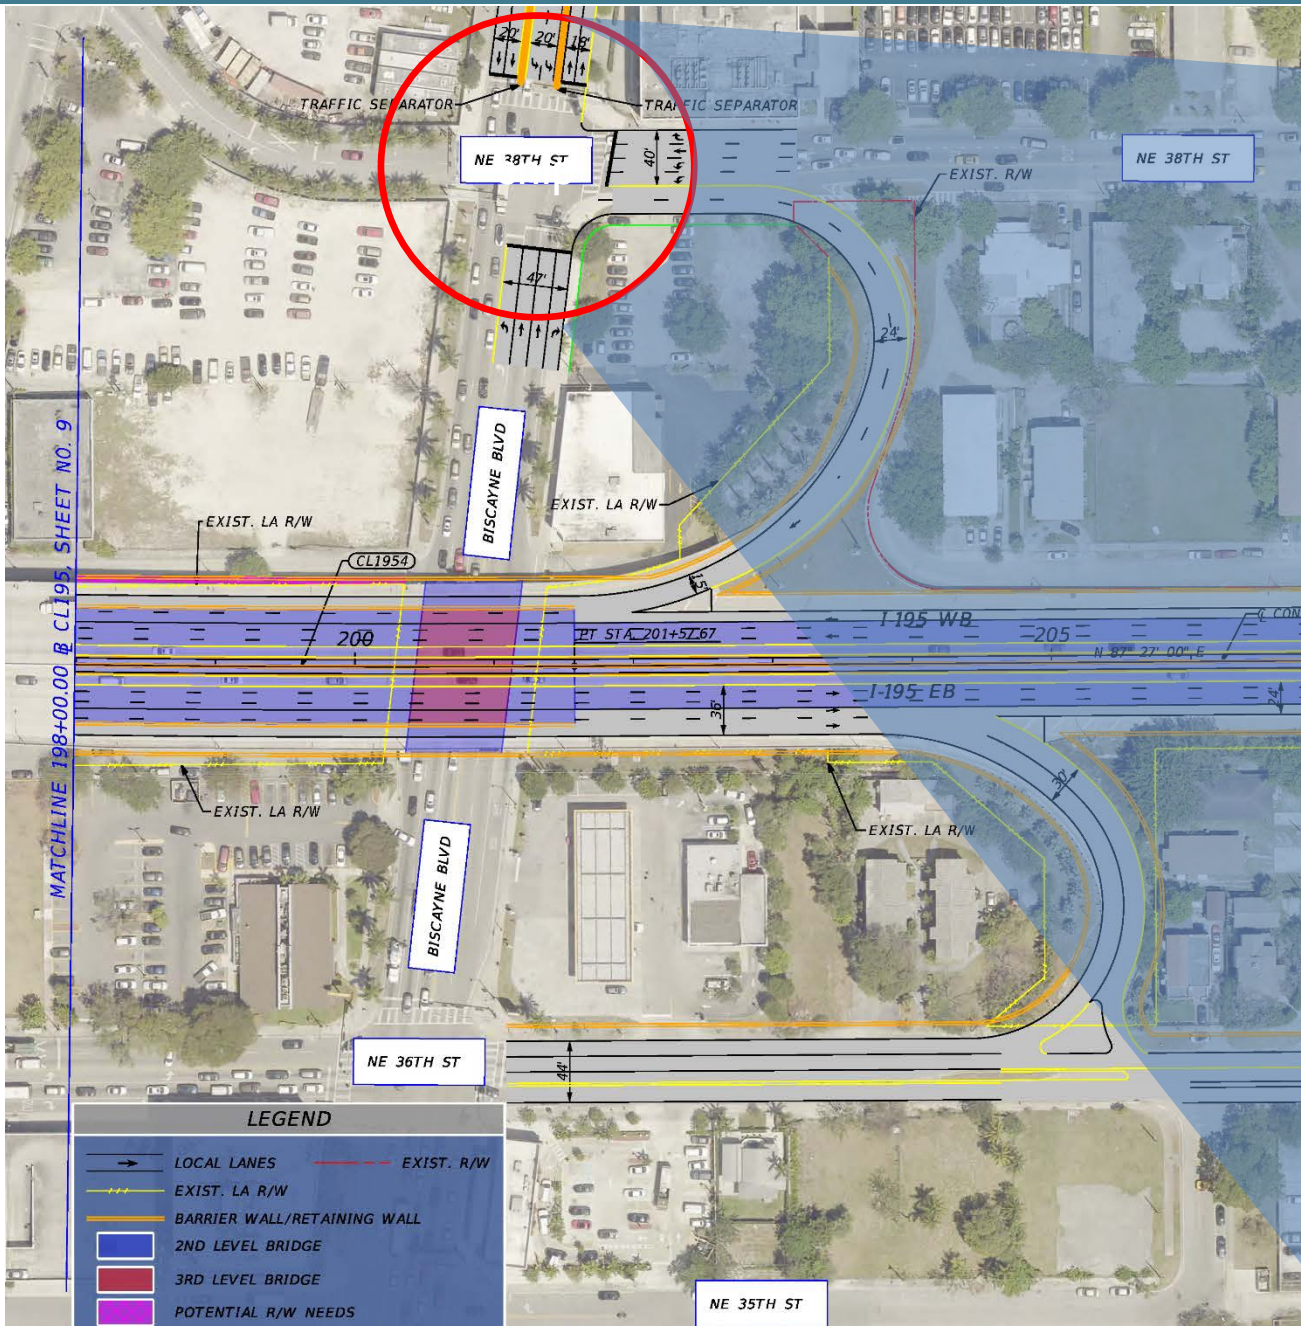 20'
20'
18'
TRAFFIC SEPARATOR
TRAFFIC SEPARATOR
NE 38TH ST
40'
NE 38TH ST
EXIST. R/W
47'
24'
BISCAYNE BLVD
EXIST. LA R/W
EXIST. LA R/W
CL1954
15'
MATCHLINE 198+00.00 ℄ CL195, SHEET NO. 9
200
PT STA. 201+57.67
I-195 WB
205
℄ CON
N 87° 27' 00" E
I-195 EB
36'
24'
EXIST. LA R/W
30'
EXIST. LA R/W
BISCAYNE BLVD
NE 36TH ST
44'
LEGEND
LOCAL LANES
EXIST. R/W
EXIST. LA R/W
BARRIER WALL/RETAINING WALL
2ND LEVEL BRIDGE
3RD LEVEL BRIDGE
POTENTIAL R/W NEEDS
NE 35TH ST